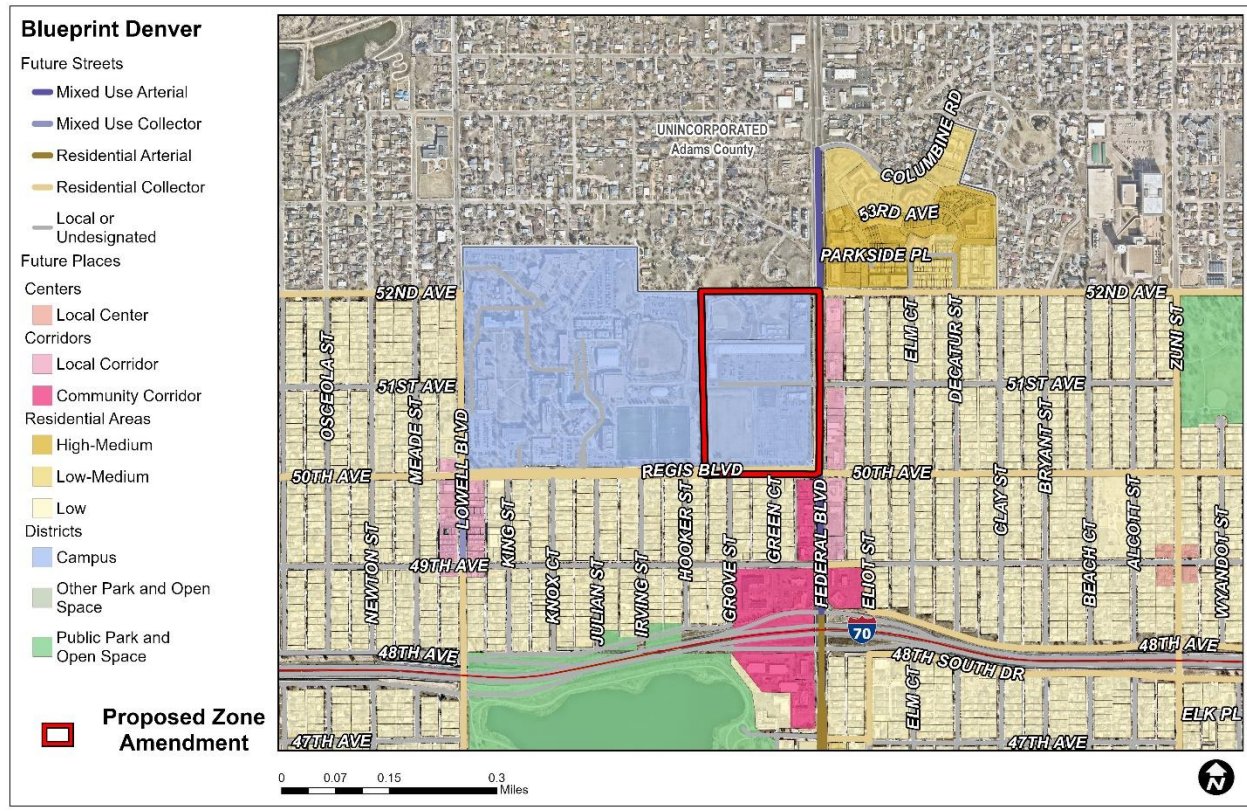 Blueprint Denver
Future Streets
Mixed Use Arterial
Mixed Use Collector
Residential Arterial
Residential Collector
Local or
Undesignated
Future Places
Centers
Local Center
Corridors
Local Corridor
Community Corridor
Residential Areas
High-Medium
Low-Medium
Low
Districts
Campus
Other Park and Open
Space
Public Park and
Open Space
Proposed Zone
Amendment
UNINCORPORATED
Adams County
COLUMBINE RD
53RD AVE
PARKSIDE PL
52ND AVE
52ND AVE
OSCEOLA ST
MEADE ST
LOWELL BLVD
ELM CT
DECATUR ST
ZUNI ST
51ST AVE
51ST AVE
50TH AVE
REGIS BLVD
50TH AVE
NEWTON ST
KING ST
KNOX CT
JULIAN ST
IRVING ST
HOOKER ST
GROVE ST
GREEN CT
FEDERAL BLVD
ELIOT ST
CLAY ST
BRYANT ST
BEACH CT
ALCOTT ST
WYANDOT ST
49TH AVE
48TH AVE
70
48TH SOUTH DR
48TH AVE
ELM CT
ELK PL
47TH AVE
47TH AVE
0 0.07 0.15 0.3
Miles
N